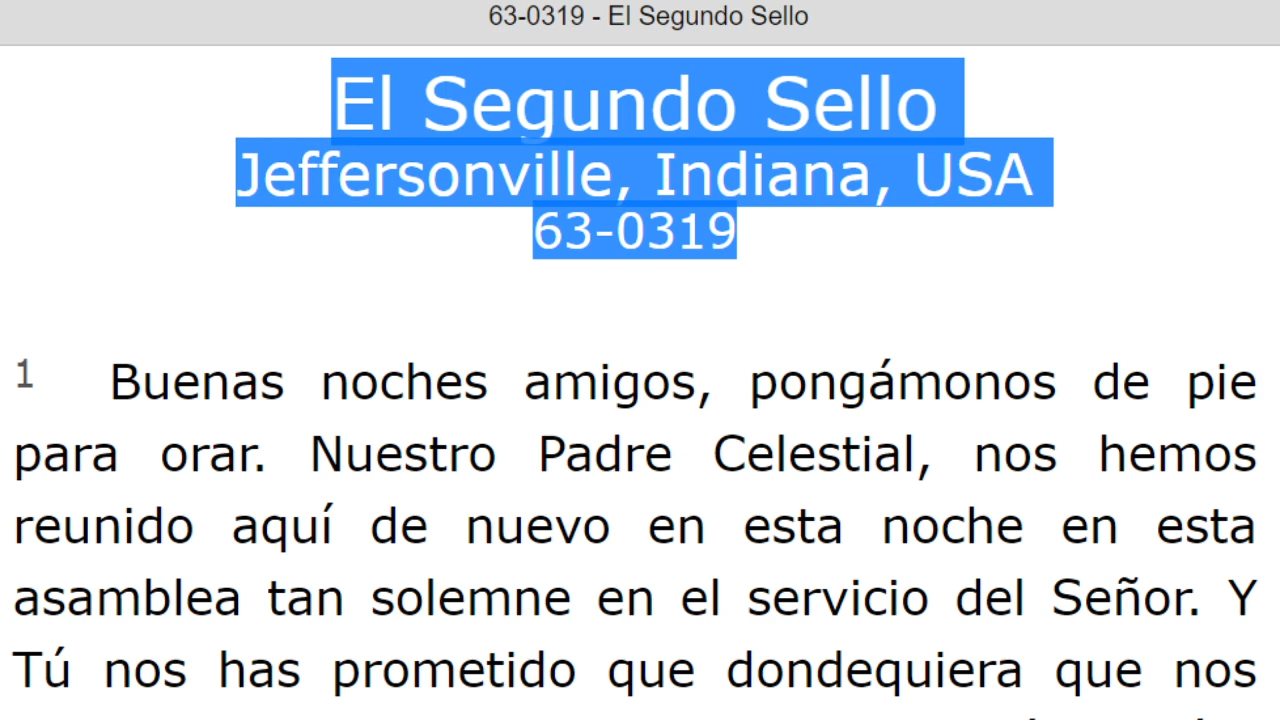 63-0319 - El Segundo Sello
El Segundo Sello
Jeffersonville, Indiana, USA
63-0319
1 Buenas noches amigos, pongámonos de pie
para orar. Nuestro Padre Celestial, nos hemos
reunido aquí de nuevo en esta noche en esta
asamblea tan solemne en el servicio del Señor. Y
Tú nos has prometido que dondequiera que nos